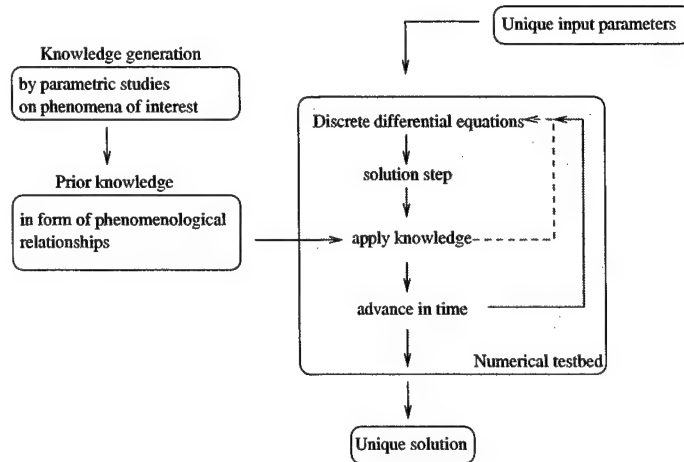 Unique input parameters
Knowledge generation
by parametric studies
on phenomena of interest
Prior knowledge
in form of phenomenological
relationships
Discrete differential equations
solution step
apply knowledge
advance in time
Numerical testbed
Unique solution